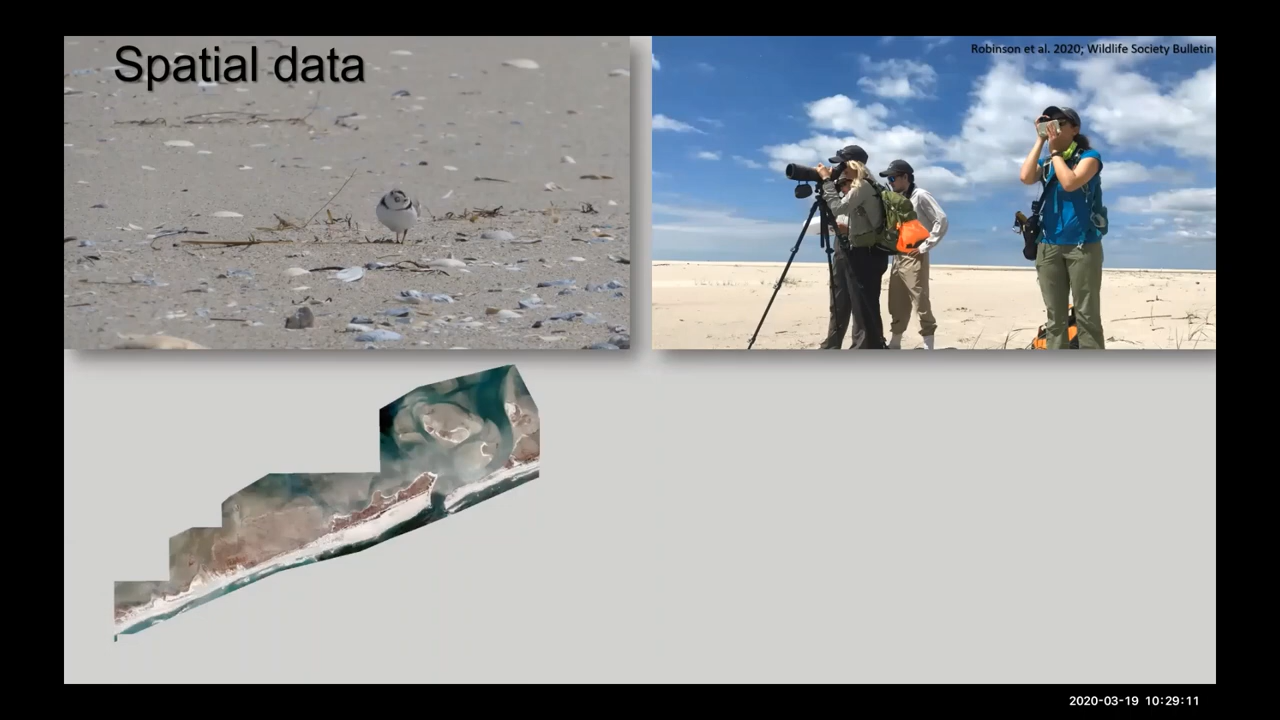 Spatial data
Robinson et al. 2020; Wildlife Society Bulletin
2020-03-19 10:29:11